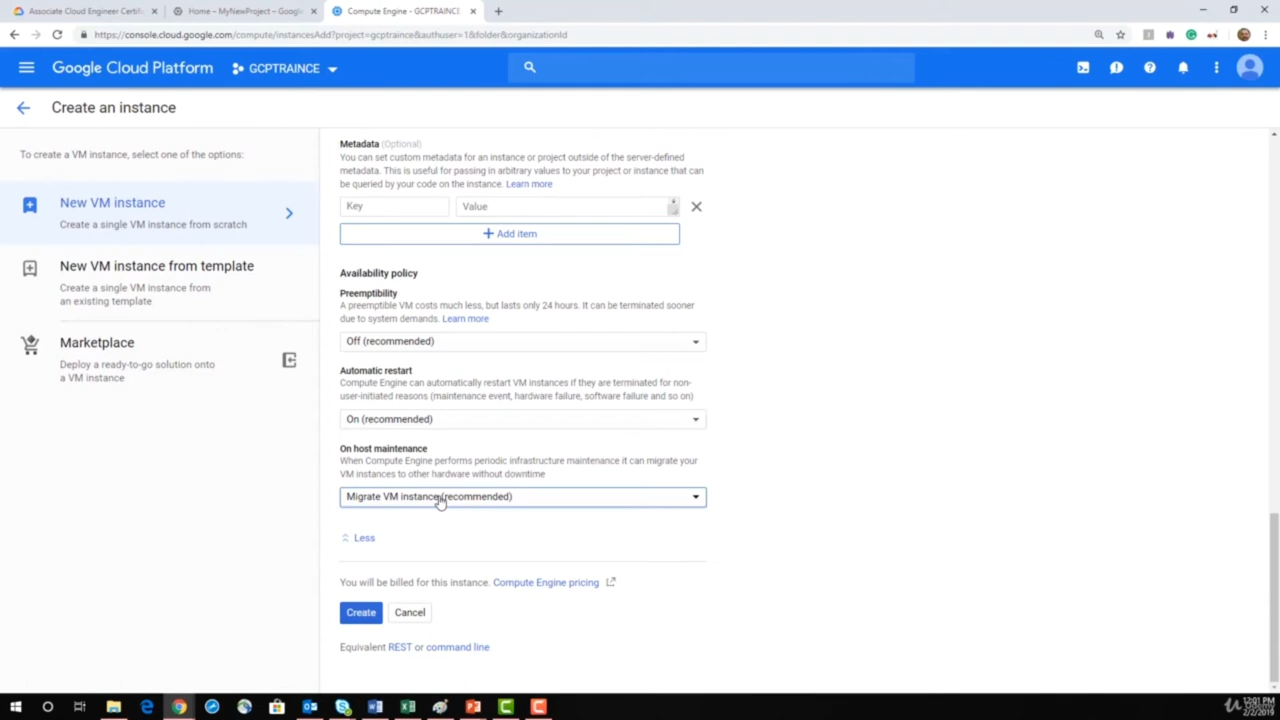 Associate Cloud Engineer Certifi
Home – MyNewProject – Google
Compute Engine - GCPTRAINCE
https://console.cloud.google.com/compute/instancesAdd?project=gcptraince&authuser=1&folder&organizationId
Google Cloud Platform
GCPTRAINCE
Create an instance
To create a VM instance, select one of the options:
New VM instance
Create a single VM instance from scratch
New VM instance from template
Create a single VM instance from
an existing template
Marketplace
Deploy a ready-to-go solution onto
a VM instance
Metadata (Optional)
You can set custom metadata for an instance or project outside of the server-defined
metadata. This is useful for passing in arbitrary values to your project or instance that can
be queried by your code on the instance. Learn more
Key Value
Add item
Availability policy
Preemptibility
A preemptible VM costs much less, but lasts only 24 hours. It can be terminated sooner
due to system demands. Learn more
Off (recommended)
Automatic restart
Compute Engine can automatically restart VM instances if they are terminated for non-
user-initiated reasons (maintenance event, hardware failure, software failure and so on)
On (recommended)
On host maintenance
When Compute Engine performs periodic infrastructure maintenance it can migrate your
VM instances to other hardware without downtime
Migrate VM instance (recommended)
Less
You will be billed for this instance. Compute Engine pricing
Create Cancel
Equivalent REST or command line
12:01 PM
2/2/2019
Udemy